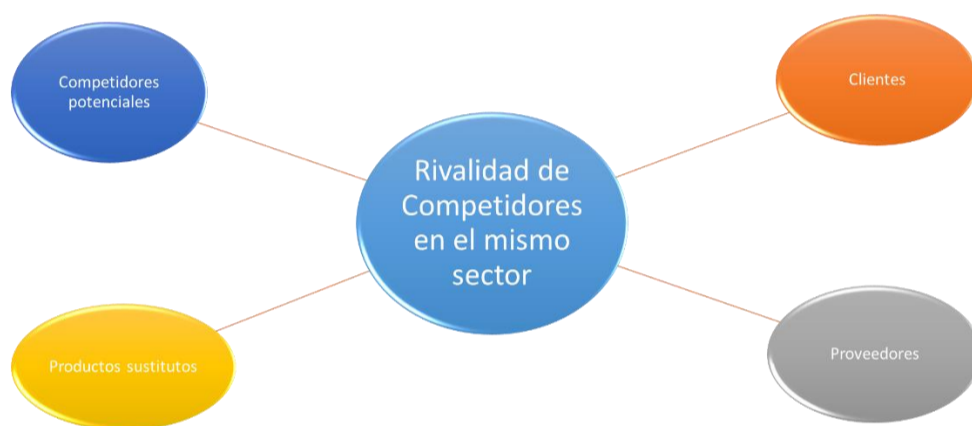 Competidores
potenciales
Clientes
Rivalidad de
Competidores
en el mismo
sector
Productos sustitutos
Proveedores